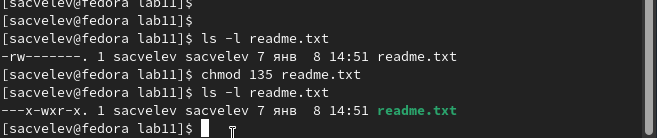 [sacvelev@fedora lab11]$
[sacvelev@fedora lab11]$
[sacvelev@fedora lab11]$ ls -l readme.txt
-rw-------. 1 sacvelev sacvelev 7 янв  8 14:51 readme.txt
[sacvelev@fedora lab11]$ chmod 135 readme.txt
[sacvelev@fedora lab11]$ ls -l readme.txt
---x-wxr-x. 1 sacvelev sacvelev 7 янв  8 14:51 readme.txt
[sacvelev@fedora lab11]$